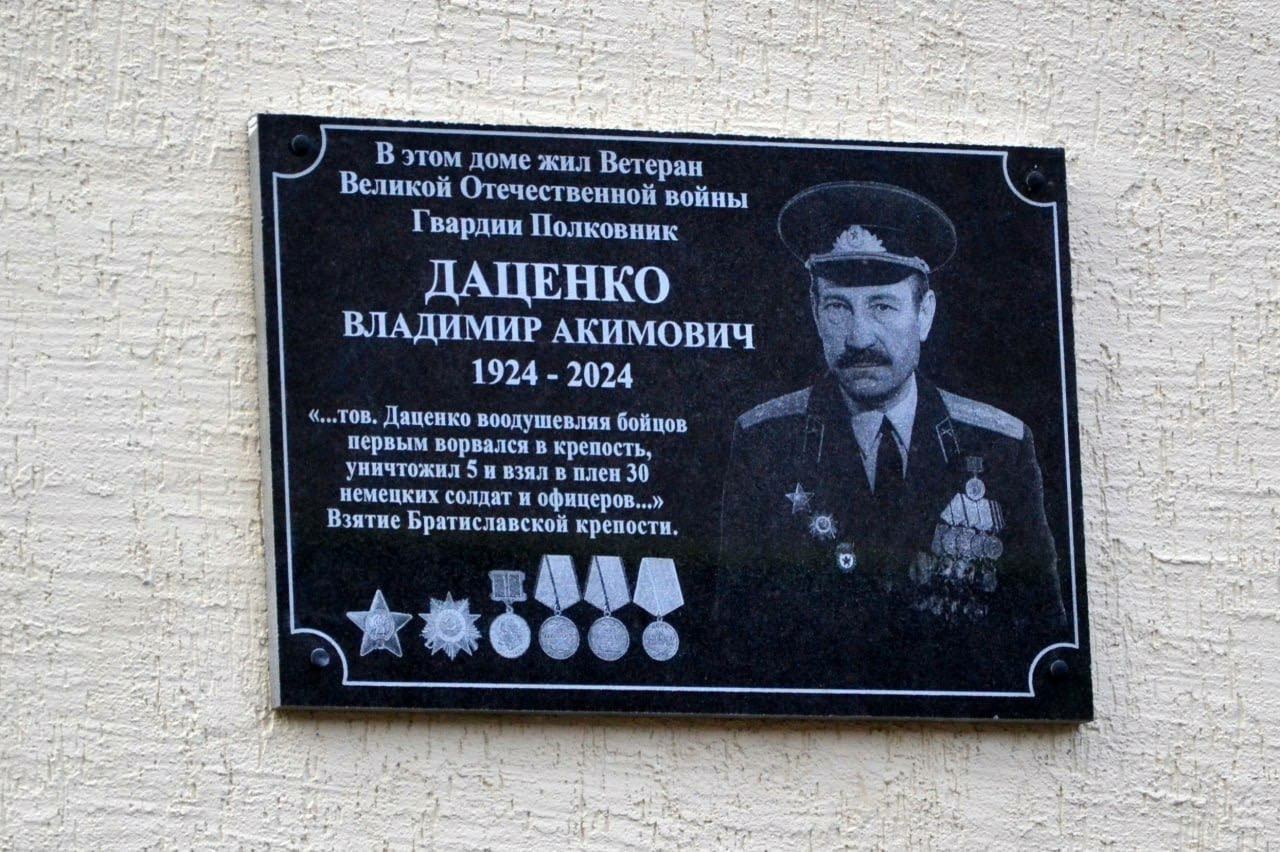 В этом доме жил Ветеран
Великой Отечественной войны
Гвардии Полковник
ДАЦЕНКО
ВЛАДИМИР АКИМОВИЧ
1924 - 2024
«...тов. Даценко воодушевляя бойцов
первым ворвался в крепость,
уничтожил 5 и взял в плен 30
немецких солдат и офицеров...»
Взятие Братиславской крепости.